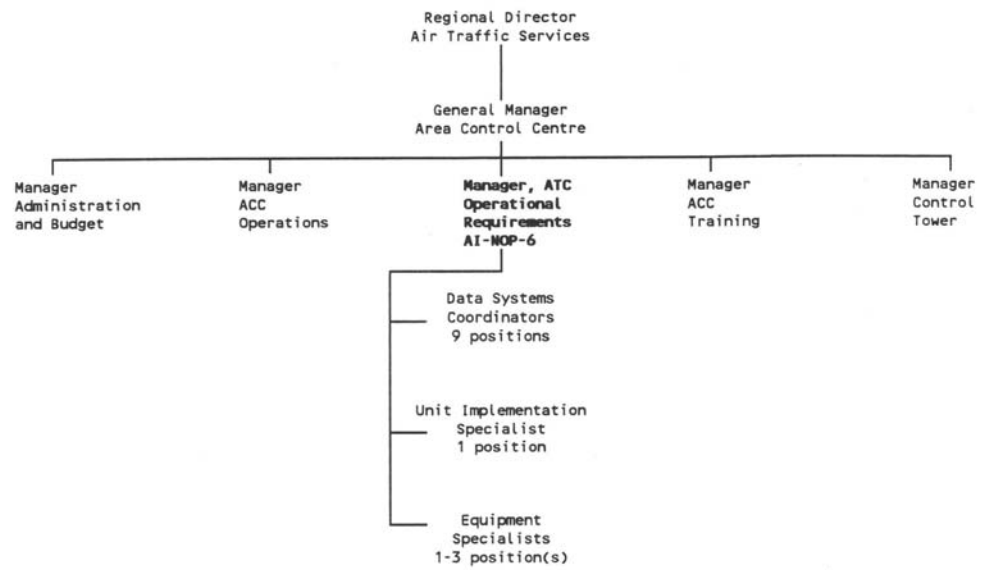 Regional Director
Air Traffic Services
General Manager
Area Control Centre
Manager
Administration
and Budget
Manager
ACC
Operations
Manager, ATC
Operational
Requirements
AI-NOP-6
Manager
ACC
Training
Manager
Control
Tower
Data Systems
Coordinators
9 positions
Unit Implementation
Specialist
1 position
Equipment
Specialists
1-3 position(s)